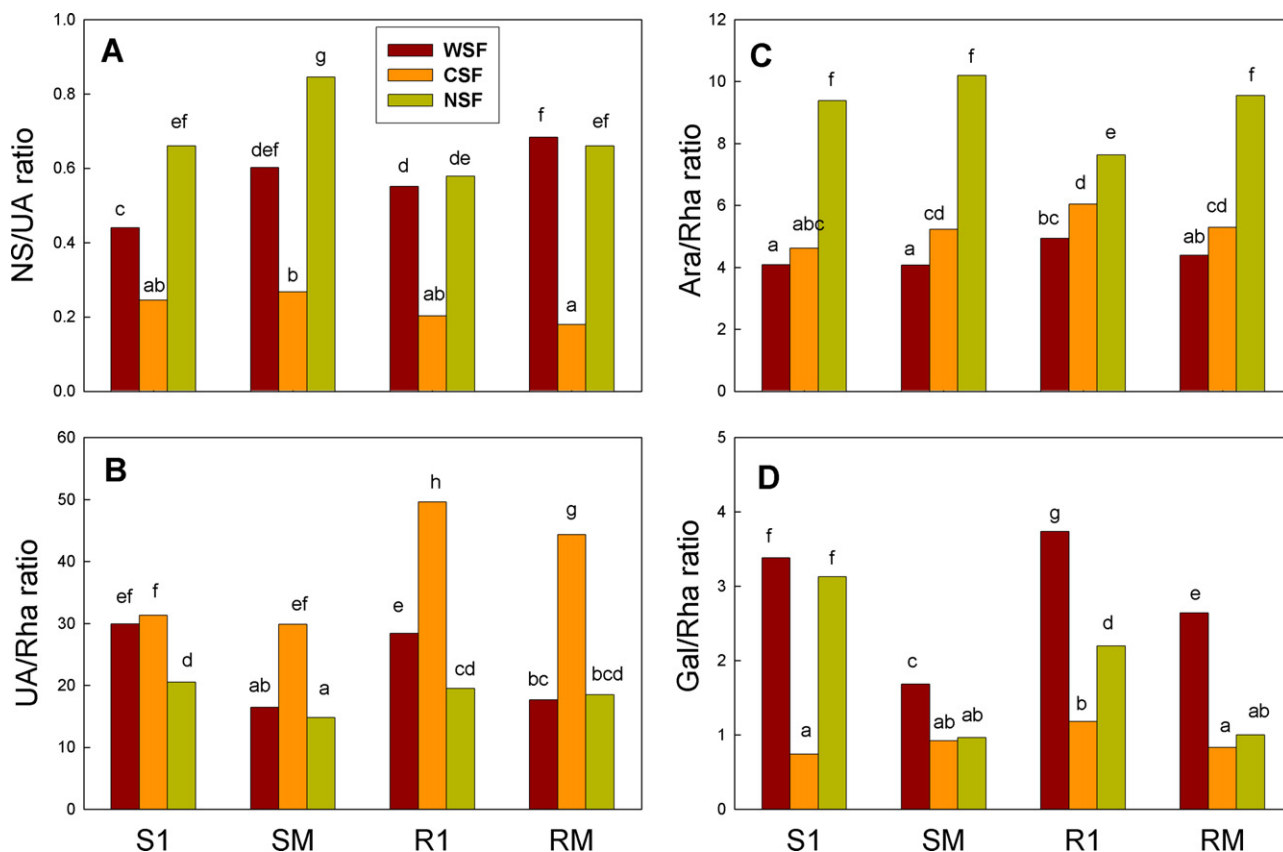 A
WSF
CSF
NSF
NS/UA ratio
1.0
0.8
0.6
0.4
0.2
0.0
c
ab
ef
def
b
g
d
ab
de
f
a
ef
C
Ara/Rha ratio
12
10
8
6
4
2
0
a
abc
f
a
cd
f
bc
d
e
ab
cd
f
B
UA/Rha ratio
60
50
40
30
20
10
0
ef
f
d
ab
ef
a
e
h
cd
bc
g
bcd
S1 SM R1 RM
D
Gal/Rha ratio
5
4
3
2
1
0
f
a
f
c
ab
ab
g
b
d
e
a
ab
S1 SM R1 RM